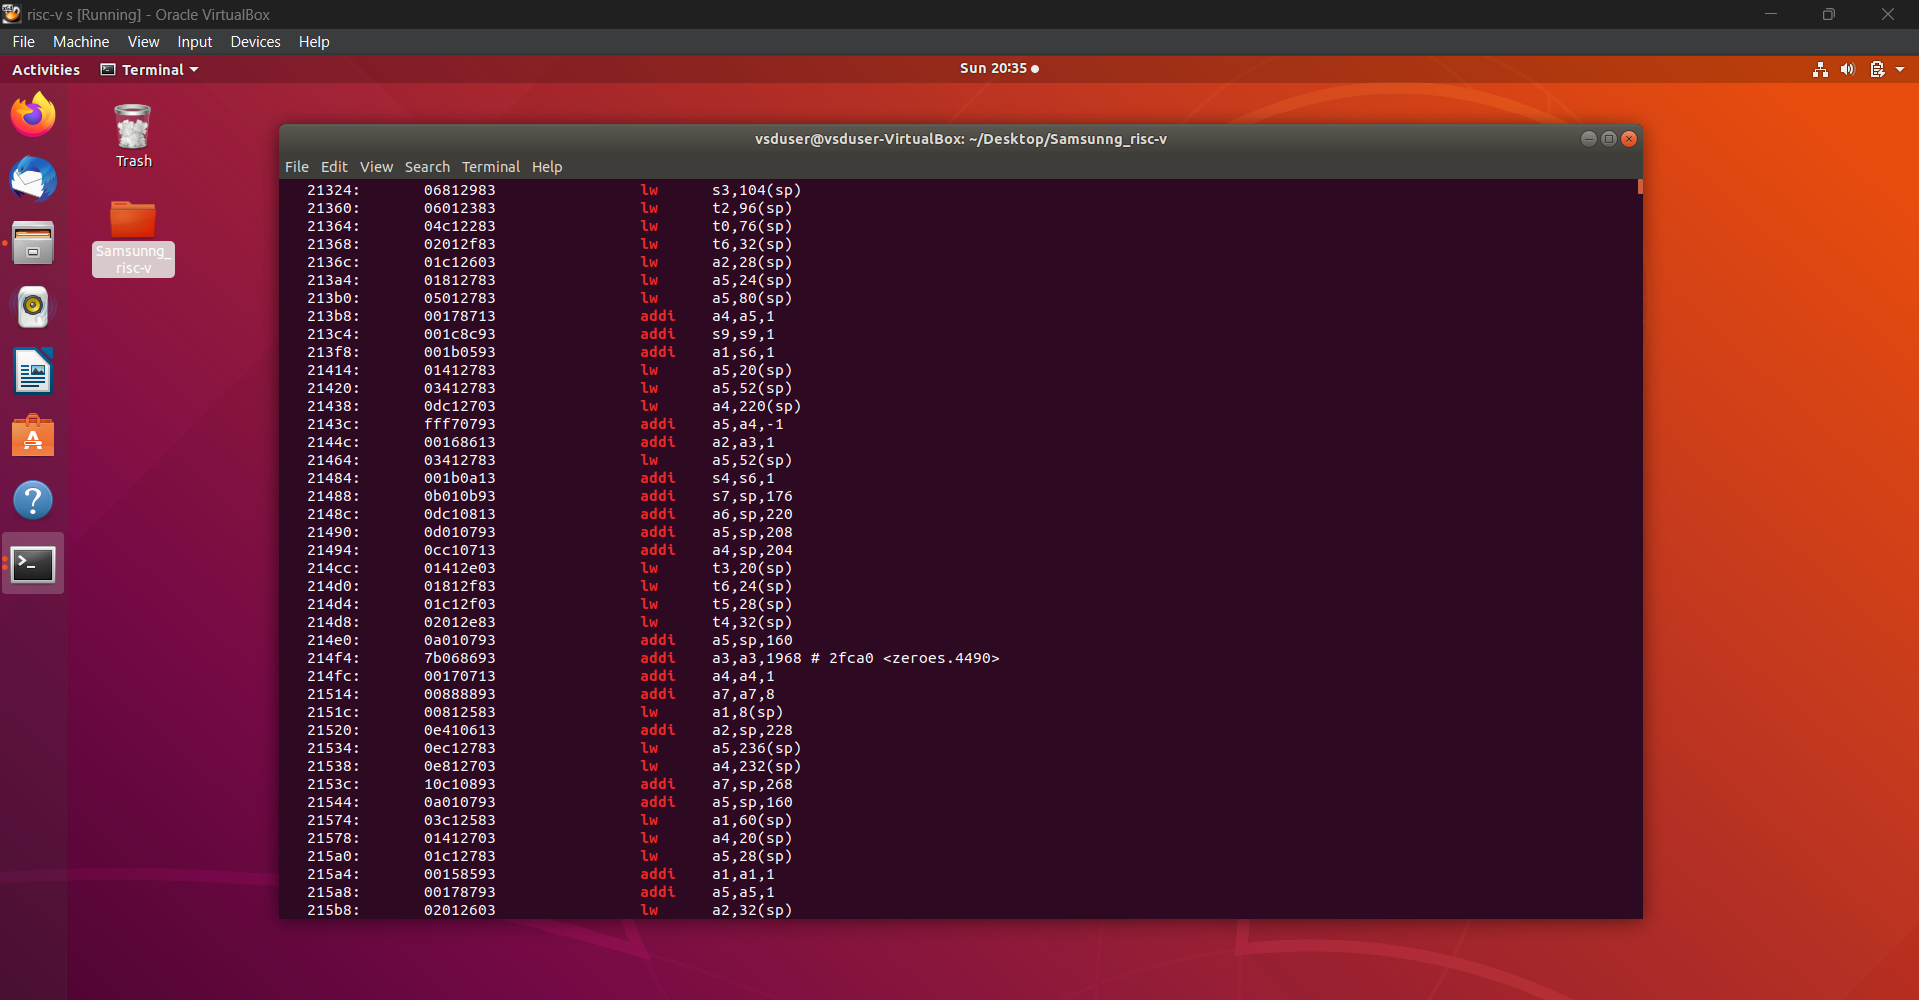 risc-v s [Running] - Oracle VirtualBox
File Machine View Input Devices Help
Activities Terminal Sun 20:35
Trash
Samsunng_
risc-v
vsduser@vsduser-VirtualBox: ~/Desktop/Samsunng_risc-v
File Edit View Search Terminal Help
21324: 06812983 lw s3,104(sp)
21360: 06012383 lw t2,96(sp)
21364: 04c12283 lw t0,76(sp)
21368: 02012f83 lw t6,32(sp)
2136c: 01c12603 lw a2,28(sp)
213a4: 01812783 lw a5,24(sp)
213b0: 05012783 lw a5,80(sp)
213b8: 00178713 addi a4,a5,1
213c4: 001c8c93 addi s9,s9,1
213f8: 001b0593 addi a1,s6,1
21414: 01412783 lw a5,20(sp)
21420: 03412783 lw a5,52(sp)
21438: 0dc12703 lw a4,220(sp)
2143c: fff70793 addi a5,a4,-1
2144c: 00168613 addi a2,a3,1
21464: 03412783 lw a5,52(sp)
21484: 001b0a13 addi s4,s6,1
21488: 0b010b93 addi s7,sp,176
2148c: 0dc10813 addi a6,sp,220
21490: 0d010793 addi a5,sp,208
21494: 0cc10713 addi a4,sp,204
214cc: 01412e03 lw t3,20(sp)
214d0: 01812f83 lw t6,24(sp)
214d4: 01c12f03 lw t5,28(sp)
214d8: 02012e83 lw t4,32(sp)
214e0: 0a010793 addi a5,sp,160
214f4: 7b068693 addi a3,a3,1968 # 2fca0 <zeroes.4490>
214fc: 00170713 addi a4,a4,1
21514: 00888893 addi a7,a7,8
2151c: 00812583 lw a1,8(sp)
21520: 0e410613 addi a2,sp,228
21534: 0ec12783 lw a5,236(sp)
21538: 0e812703 lw a4,232(sp)
2153c: 10c10893 addi a7,sp,268
21544: 0a010793 addi a5,sp,160
21574: 03c12583 lw a1,60(sp)
21578: 01412703 lw a4,20(sp)
215a0: 01c12783 lw a5,28(sp)
215a4: 00158593 addi a1,a1,1
215a8: 00178793 addi a5,a5,1
215b8: 02012603 lw a2,32(sp)